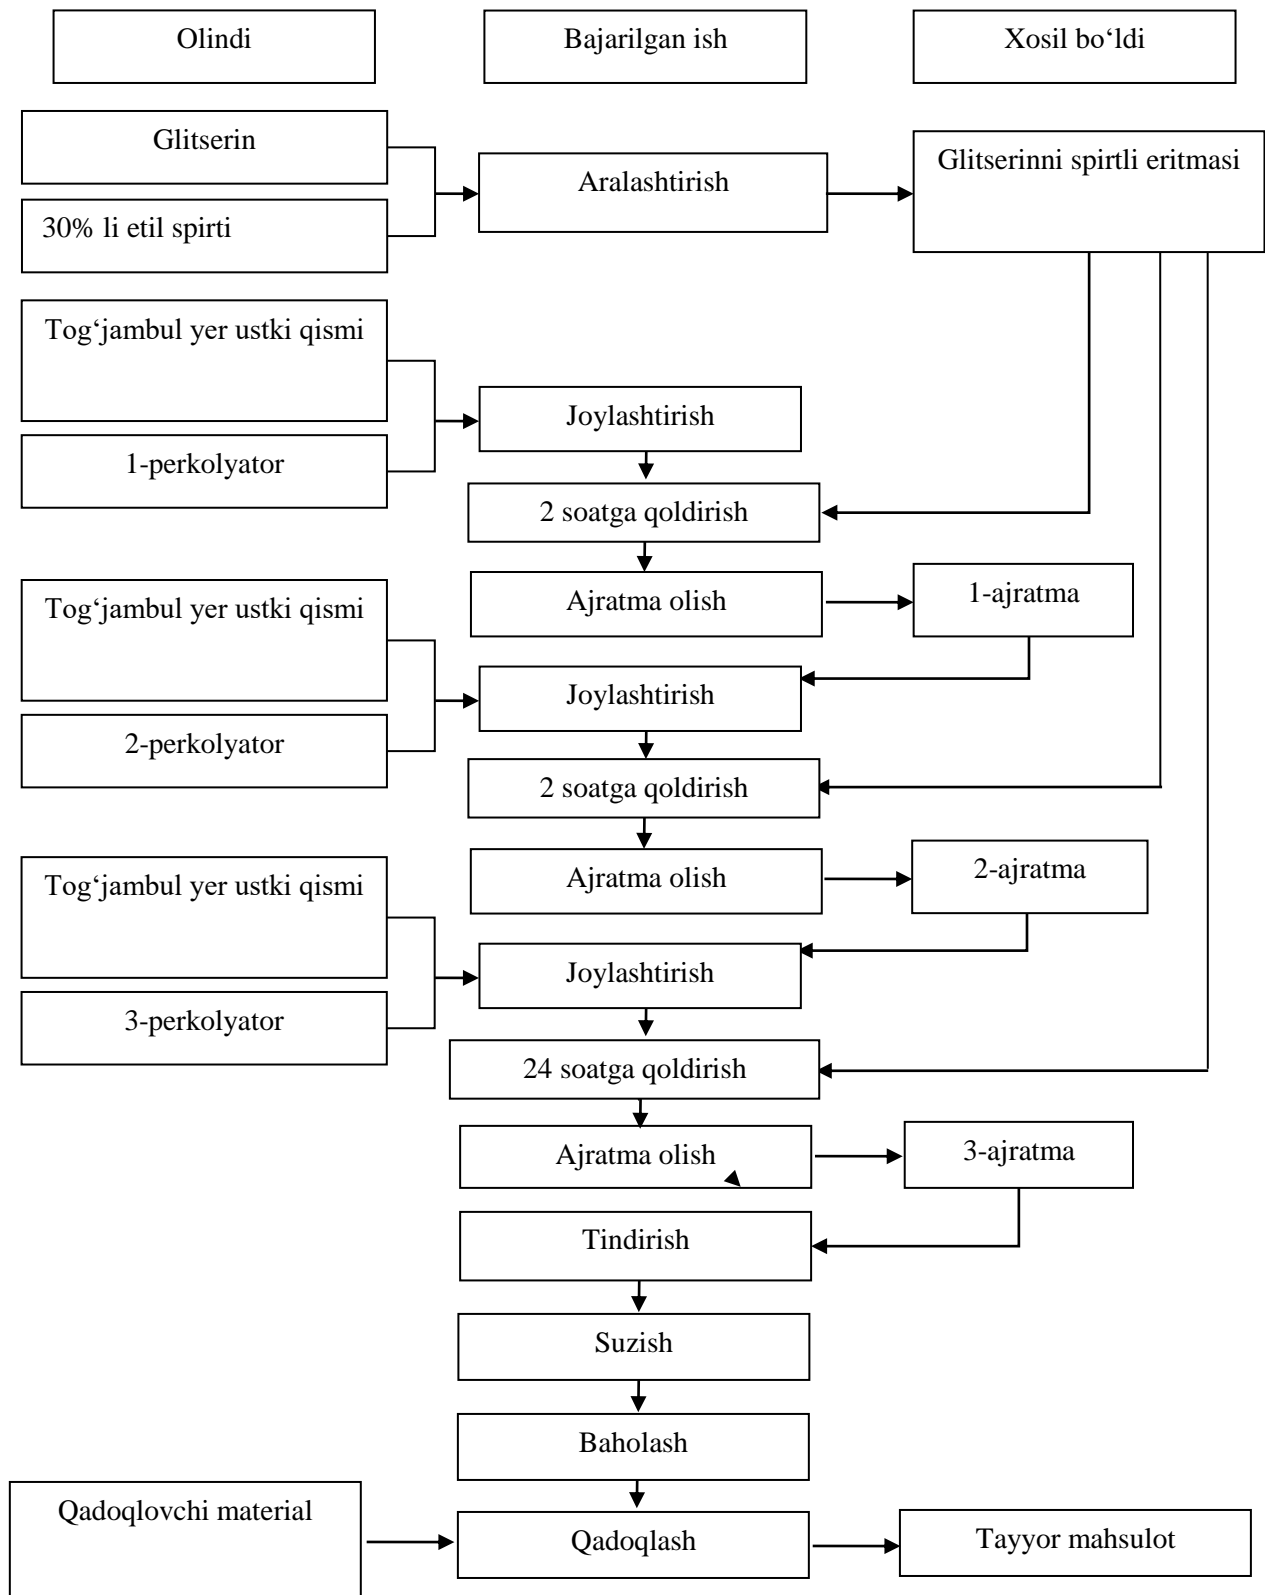 Olindi
Bajarilgan ish
Xosil bo‘ldi
Glitserin
30% li etil spirti
Aralashtirish
Glitserinni spirtli eritmasi
Tog‘jambul yer ustki qismi
1-perkolyator
Joylashtirish
2 soatga qoldirish
Ajratma olish
1-ajratma
Tog‘jambul yer ustki qismi
2-perkolyator
Joylashtirish
2 soatga qoldirish
Ajratma olish
2-ajratma
Tog‘jambul yer ustki qismi
3-perkolyator
Joylashtirish
24 soatga qoldirish
Ajratma olish
3-ajratma
Tindirish
Suzish
Baholash
Qadoqlovchi material
Qadoqlash
Tayyor mahsulot